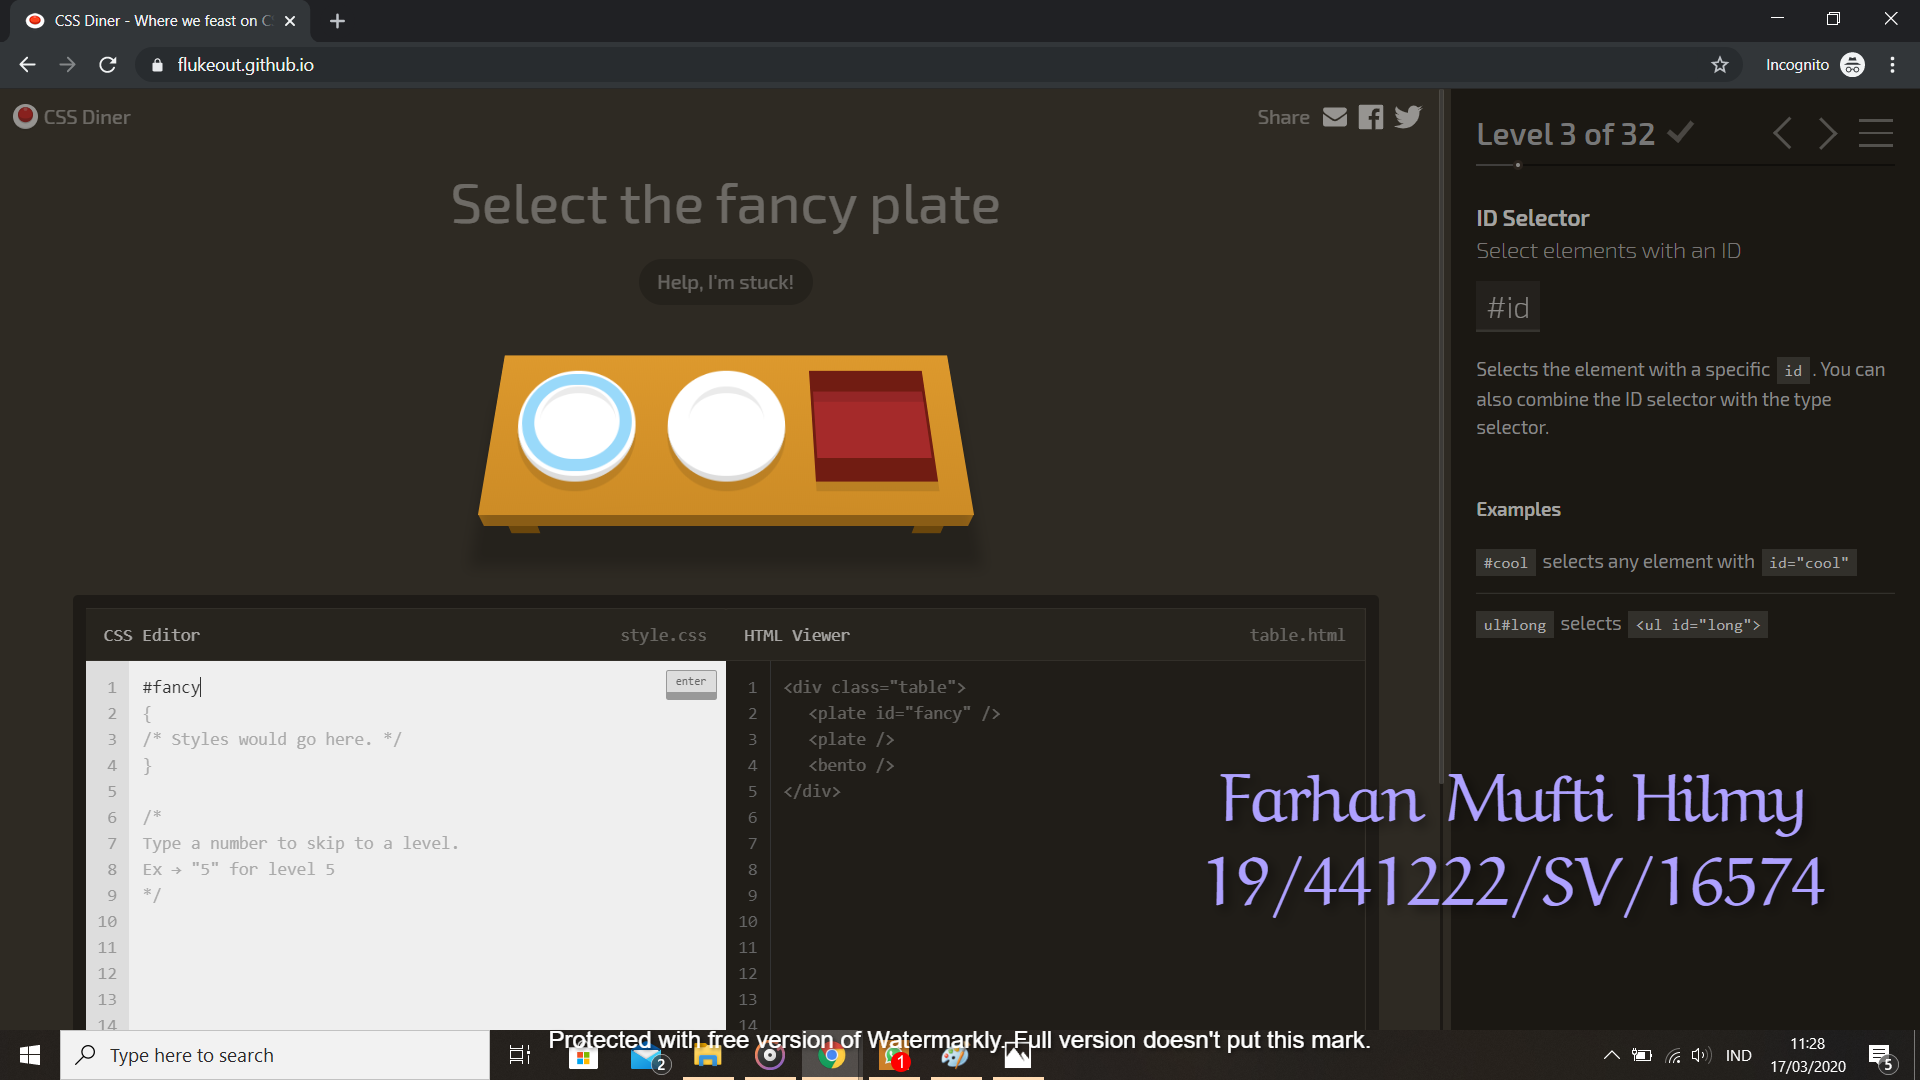 CSS Diner - Where we feast on C
flukeout.github.io
Incognito
CSS Diner
Share
Select the fancy plate
Help, I'm stuck!
CSS Editor
style.css
HTML Viewer
table.html
1 #fancy
enter
2 {
3 /* Styles would go here. */
4 }
5
6 /*
7 Type a number to skip to a level.
8 Ex → "5" for level 5
9 */
10
11
12
13
14
1 <div class="table">
2 <plate id="fancy" />
3 <plate />
4 <bento />
5 </div>
6
7
8
9
10
11
12
13
14
Level 3 of 32
ID Selector
Select elements with an ID
#id
Selects the element with a specific id . You can
also combine the ID selector with the type
selector.
Examples
#cool selects any element with id="cool"
ul#long selects <ul id="long">
Farhan Mufti Hilmy
19/441222/SV/16574
Protected with free version of Watermarkly. Full version doesn't put this mark.
Type here to search
2
1
IND
11:28
17/03/2020
5